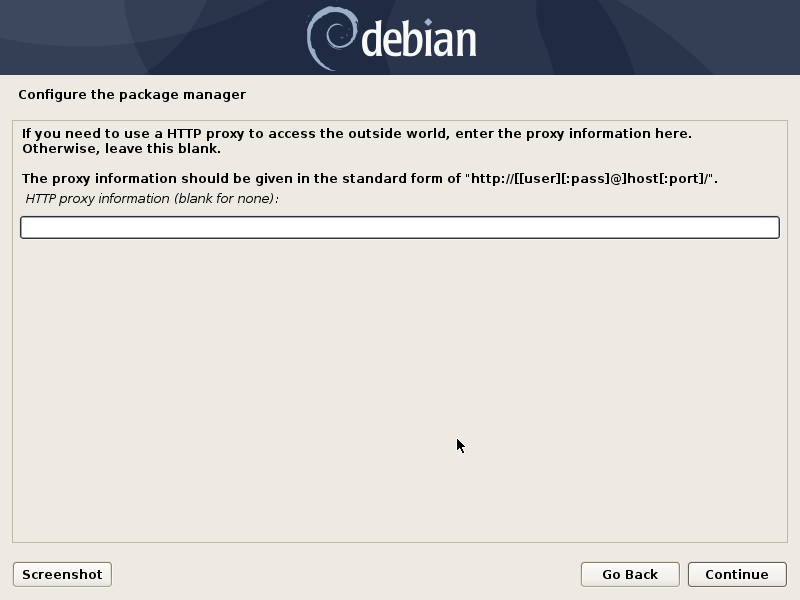 debian
Configure the package manager
If you need to use a HTTP proxy to access the outside world, enter the proxy information here.
Otherwise, leave this blank.
The proxy information should be given in the standard form of "http://[[user][:pass]@]host[:port]/".
HTTP proxy information (blank for none):
Screenshot
Go Back
Continue